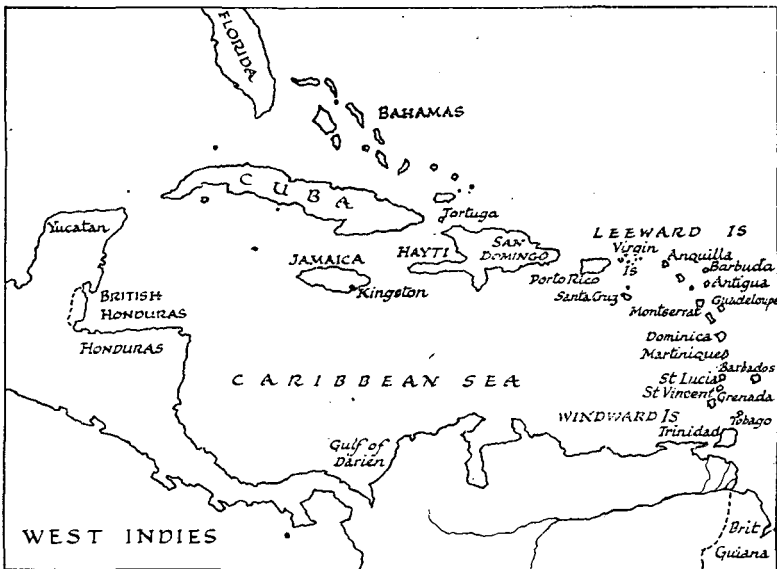 FLORIDA
BAHAMAS
CUBA
Yucatan
Tortuga
LEEWARD IS
Virgin
Is
Anquilla
Barbuda
Antigua
Guadeloupe
Montserrat
HAYTI
SAN
DOMINGO
Porto Rico
Santa Cruz
JAMAICA
Kingston
BRITISH
HONDURAS
HONDURAS
Dominica
Martinique
Barbados
St Lucia
St Vincent
Grenada
CARIBBEAN SEA
WINDWARD IS
Tobago
Trinidad
Gulf of
Darien
WEST INDIES
Brit
Guiana